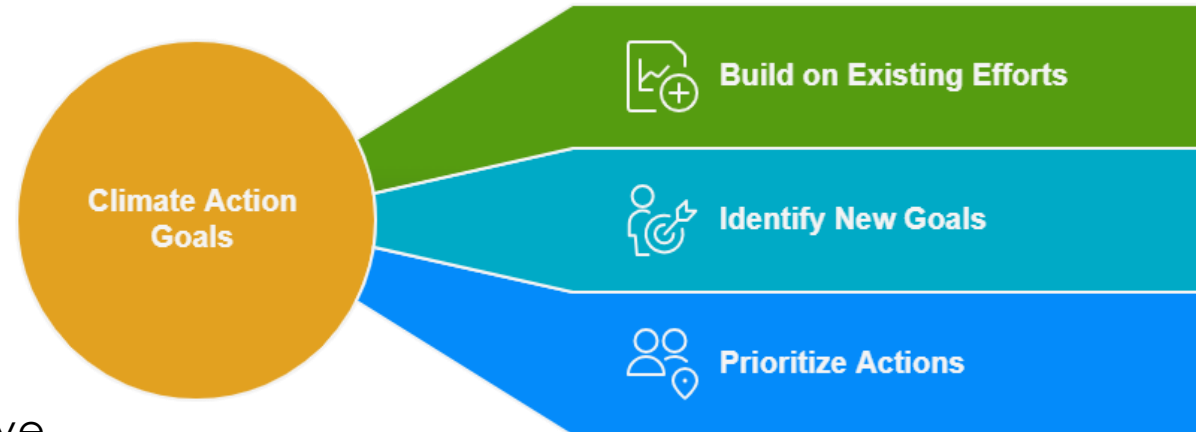 Climate Action
Goals
Build on Existing Efforts
Identify New Goals
Prioritize Actions